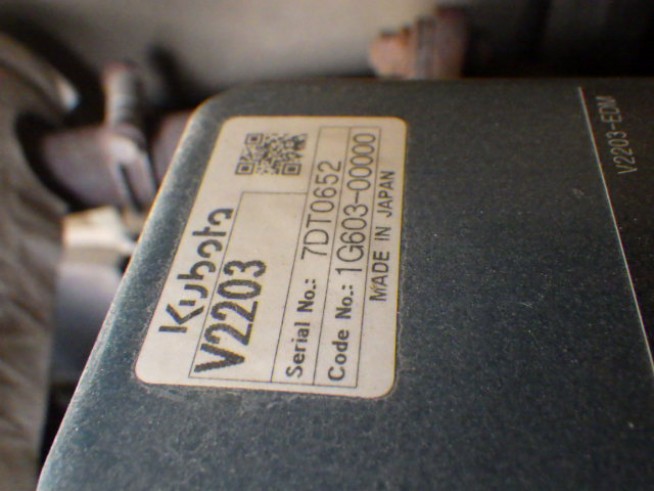 Kubota
V2203
Serial No.: 7DT0652
Code No.: 1G603-00000
MADE IN JAPAN
V2203-EDM